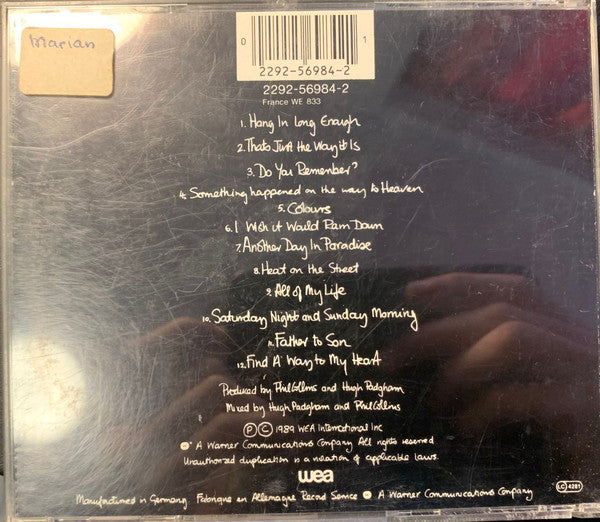 Marian
0 1
2292-56984-2
2292-56984-2
France WE 833
1. Hang In Long Enough
2. Thats Just the Way it Is
3. Do You Remember?
4. Something happened on the way to Heaven
5. Colours
6. I Wish it Would Rain Down
7. Another Day In Paradise
8. Heat on the Street
9. All of My Life
10. Saturday Night and Sunday Morning
11. Father to Son
12. Find A Way to My Heart
Produced by Phil Collins and Hugh Padgham
Mixed by Hugh Padgham and Phil Collins
Ⓟ Ⓒ 1989 WEA International Inc
A Warner Communications Company All rights reserved
Unauthorized duplication is a violation of applicable laws.
wea
Manufactured in Germany Fabrique en Allemagne Record Service A Warner Communications Company
LC 4281